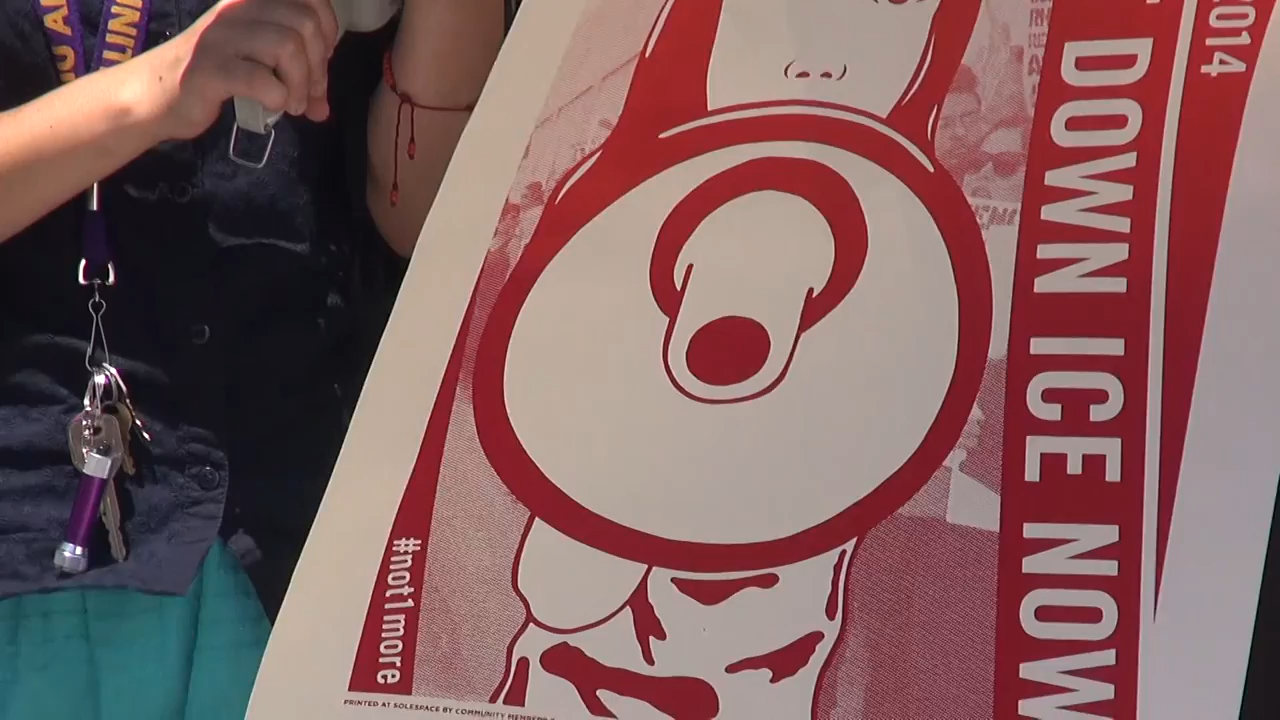 2014
DOWN ICE NOW
#not1more
PRINTED AT SOLESPACE BY COMMUNITY MEMBERS